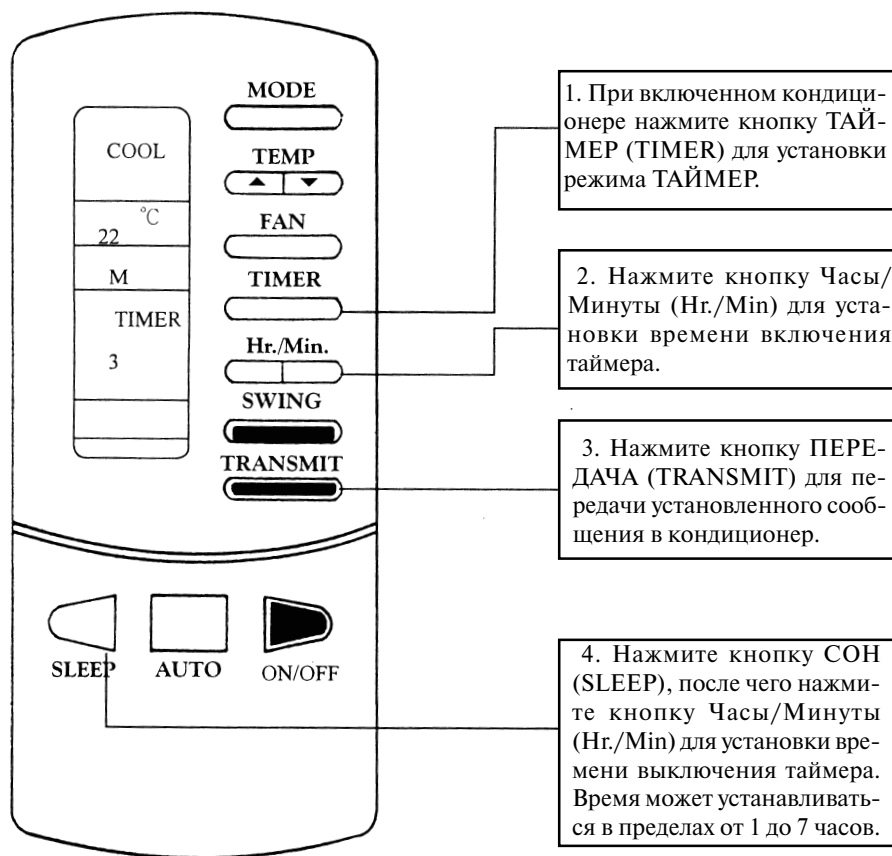 MODE
COOL
TEMP
°C
22
FAN
M
TIMER
TIMER
3
Hr./Min.
SWING
TRANSMIT
SLEEP
AUTO
ON/OFF
1. При включенном кондици-
онере нажмите кнопку ТАЙ-
МЕР (TIMER) для установки
режима ТАЙМЕР.
2. Нажмите кнопку Часы/
Минуты (Hr./Min) для уста-
новки времени включения
таймера.
3. Нажмите кнопку ПЕРЕ-
ДАЧА (TRANSMIT) для пе-
редачи установленного сооб-
щения в кондиционер.
4. Нажмите кнопку СОН
(SLEEP), после чего нажми-
те кнопку Часы/Минуты
(Hr./Min) для установки вре-
мени выключения таймера.
Время может устанавливать-
ся в пределах от 1 до 7 часов.